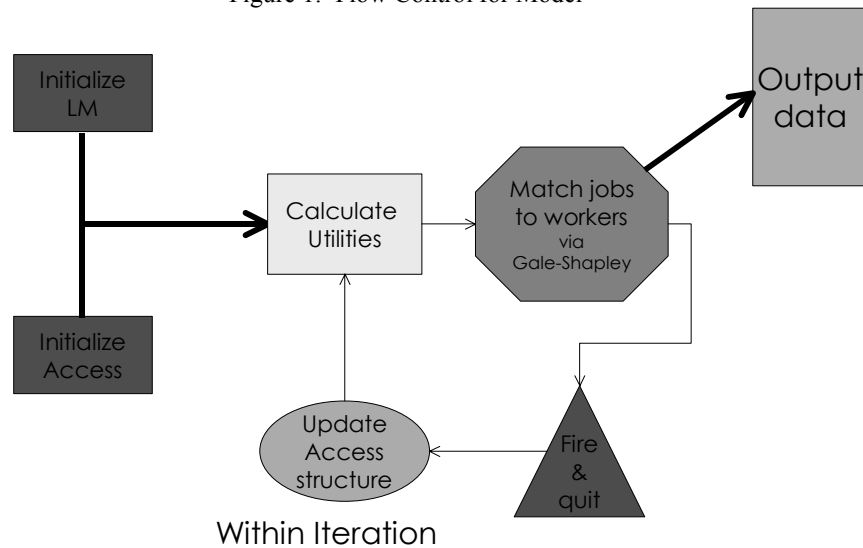 Figure 1: Flow Control for Model
Initialize
LM
Output
data
Calculate
Utilities
Match jobs
to workers
via
Gale-Shapley
Initialize
Access
Update
Access
structure
Fire
&
quit
Within Iteration